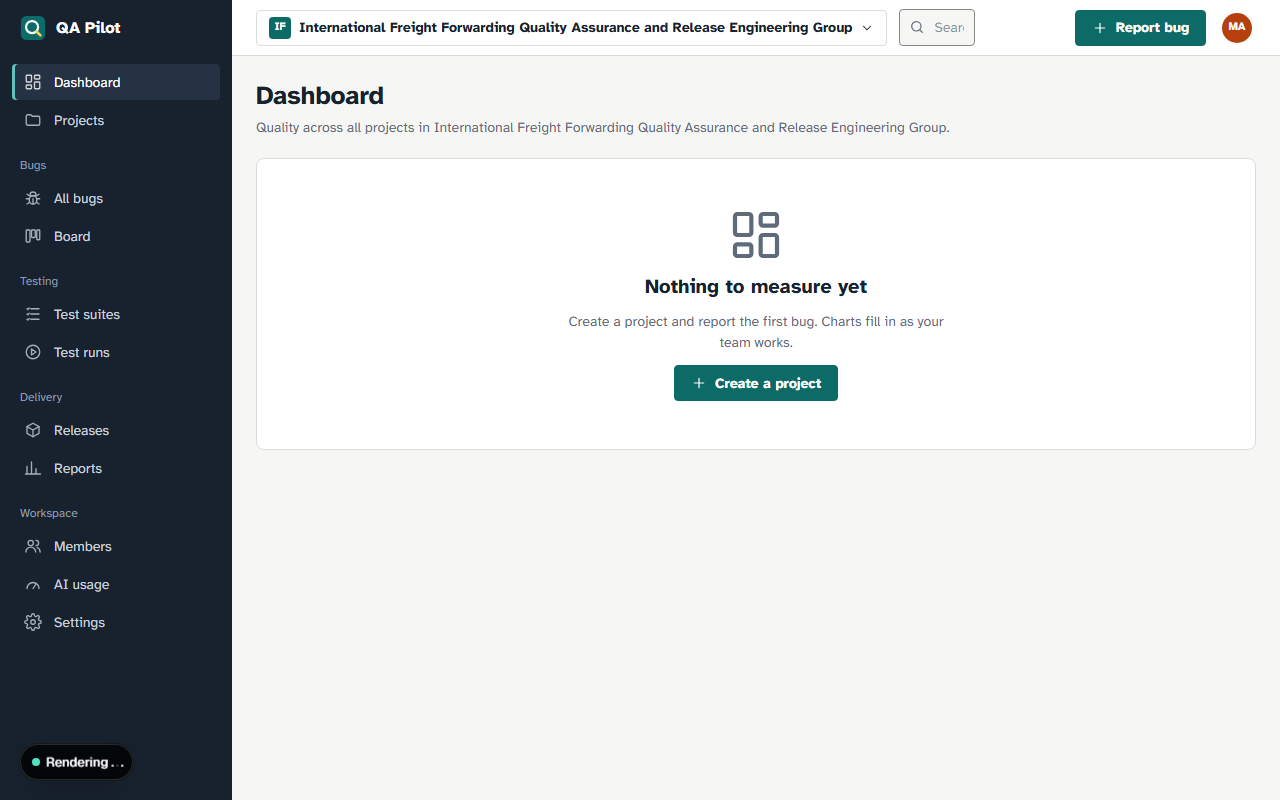 QA Pilot
IF International Freight Forwarding Quality Assurance and Release Engineering Group
Sear
Report bug
MA
Dashboard
Projects
Bugs
All bugs
Board
Testing
Test suites
Test runs
Delivery
Releases
Reports
Workspace
Members
AI usage
Settings
Rendering...
Dashboard
Quality across all projects in International Freight Forwarding Quality Assurance and Release Engineering Group.
Nothing to measure yet
Create a project and report the first bug. Charts fill in as your
team works.
Create a project